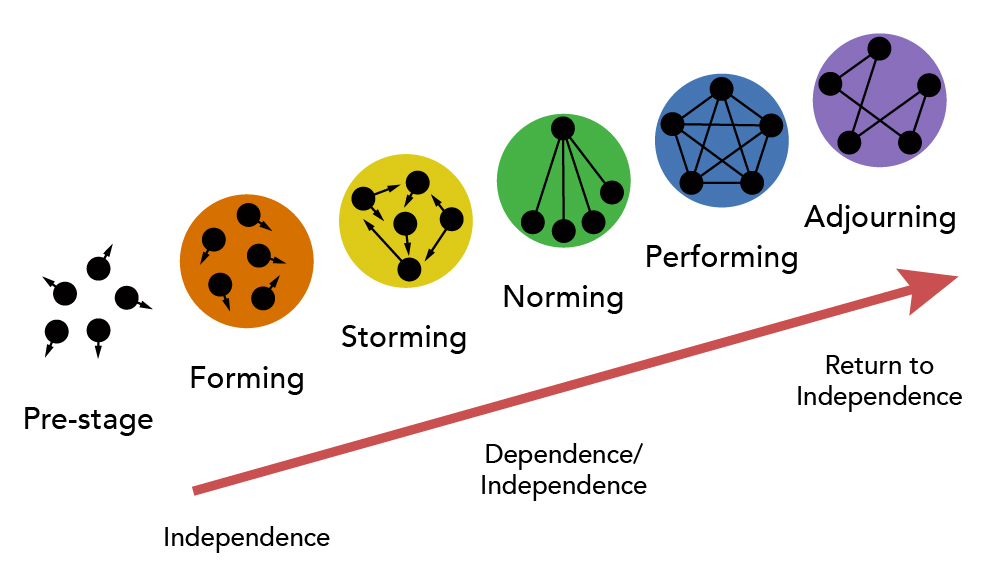 Pre-stage
Forming
Storming
Norming
Performing
Adjourning
Independence
Dependence/
Independence
Return to
Independence